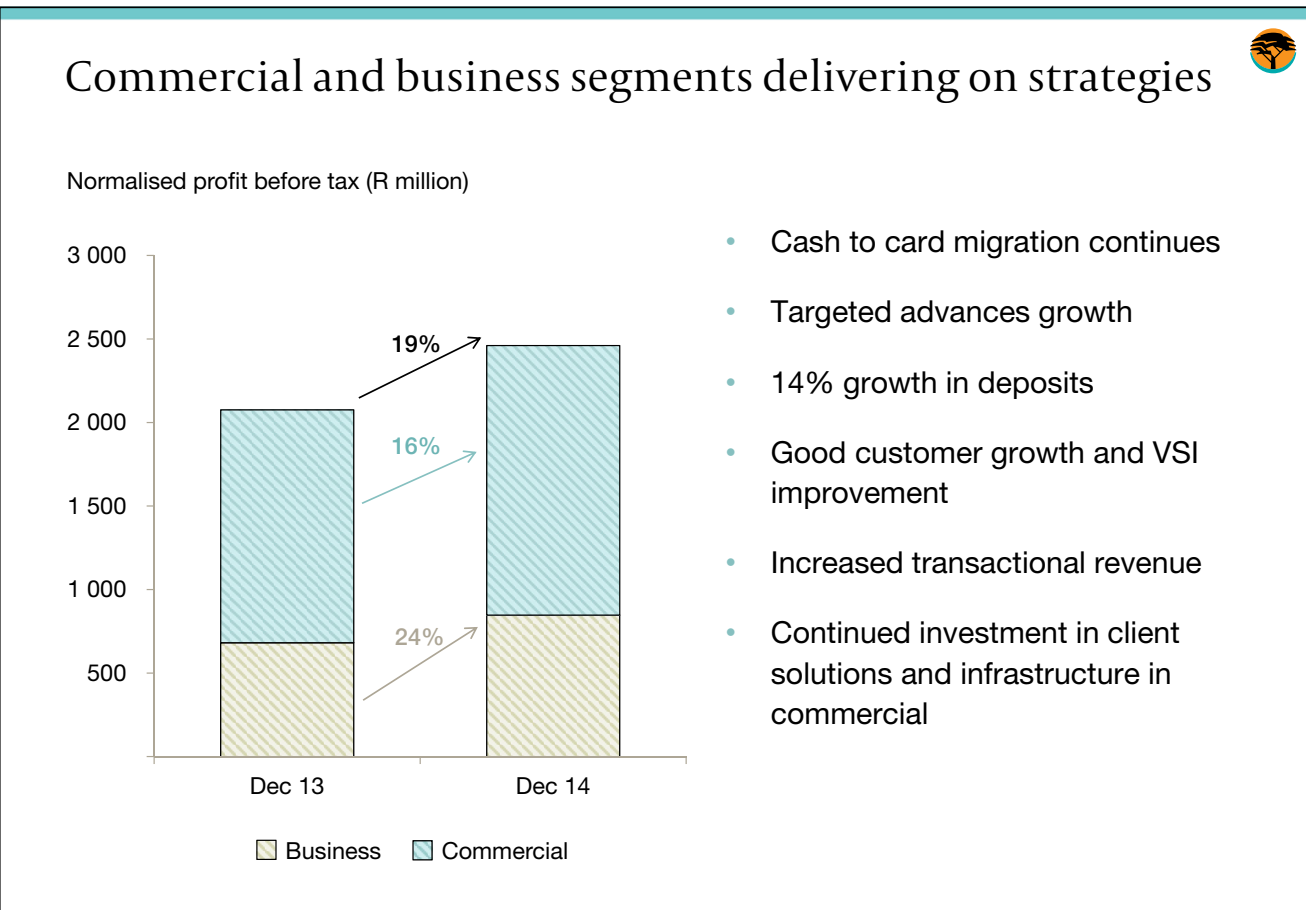 Commercial and business segments delivering on strategies
Normalised profit before tax (R million)
3 000
2 500
2 000
1 500
1 000
500
19%
16%
24%
Dec 13
Dec 14
Business
Commercial
• Cash to card migration continues
• Targeted advances growth
• 14% growth in deposits
• Good customer growth and VSI
improvement
• Increased transactional revenue
• Continued investment in client
solutions and infrastructure in
commercial